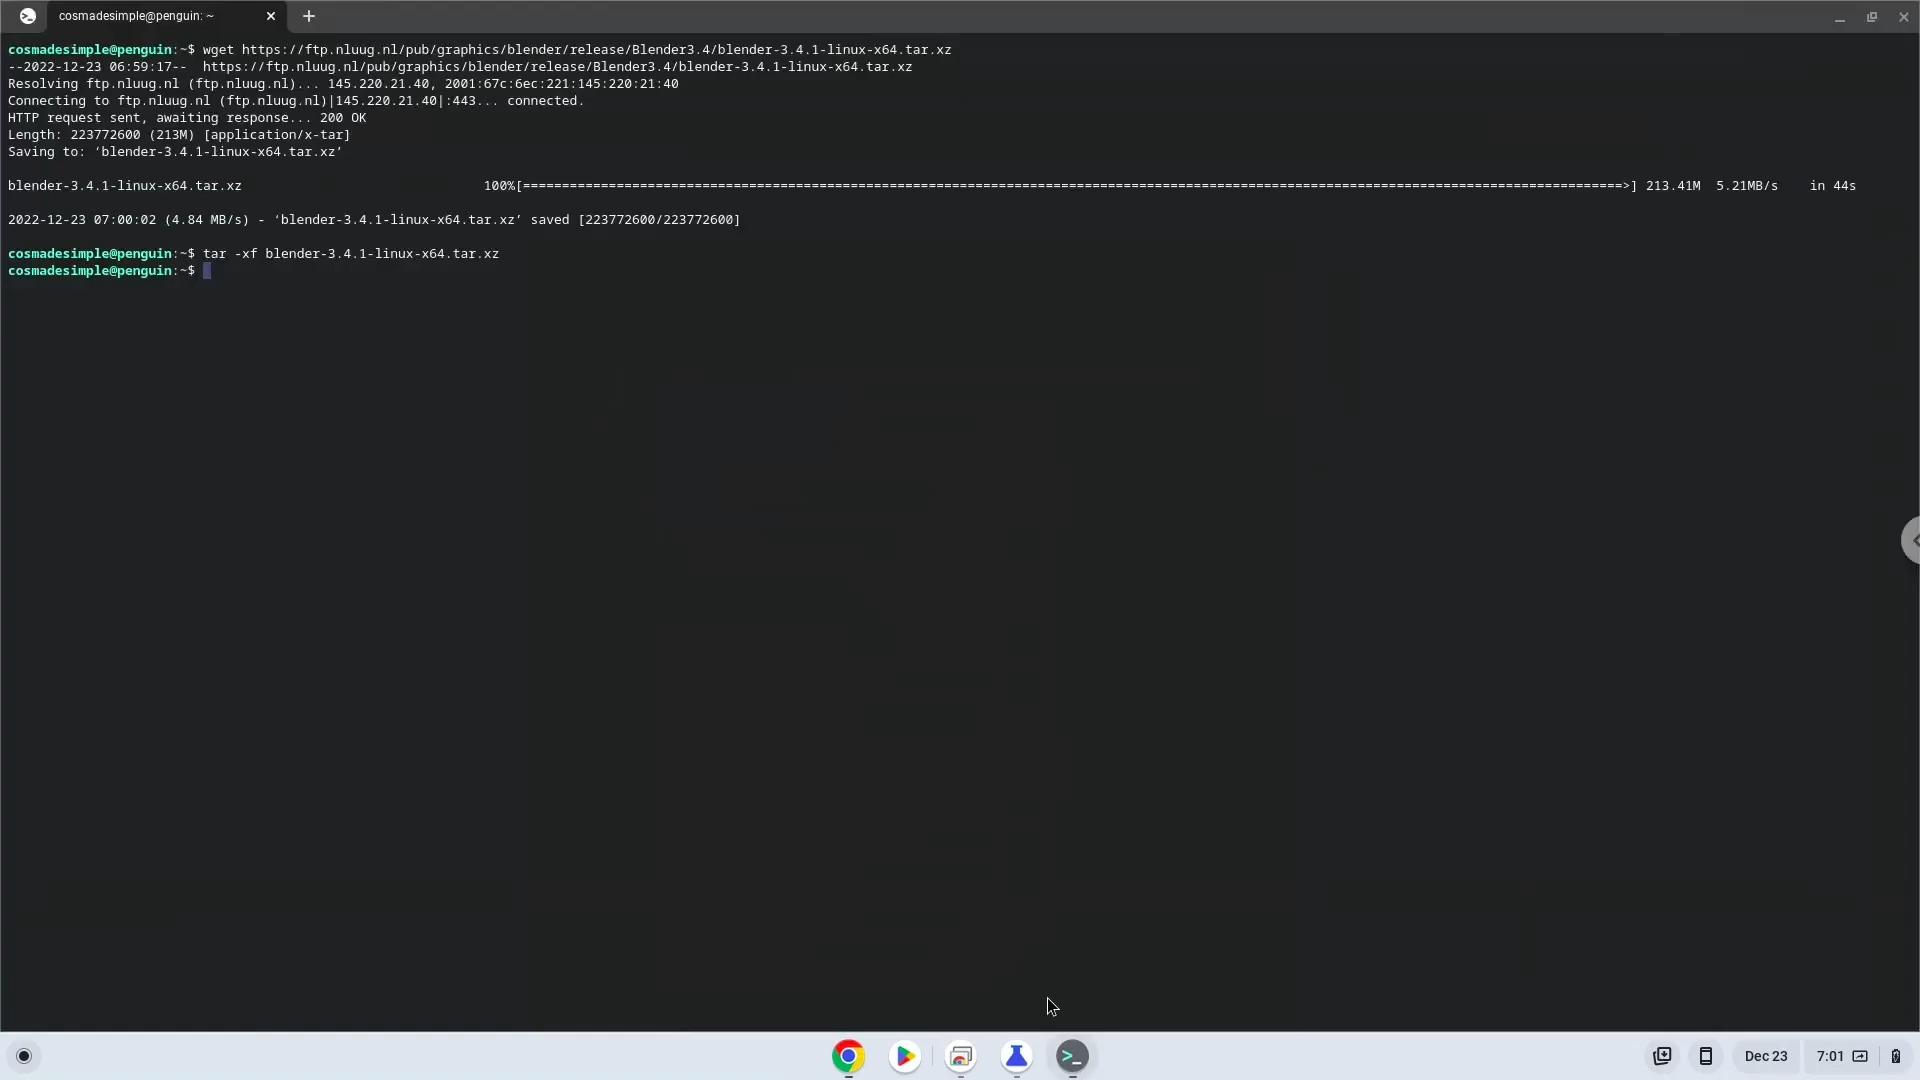 cosmadesimple@penguin: ~
cosmadesimple@penguin:~$ wget https://ftp.nluug.nl/pub/graphics/blender/release/Blender3.4/blender-3.4.1-linux-x64.tar.xz
--2022-12-23 06:59:17--  https://ftp.nluug.nl/pub/graphics/blender/release/Blender3.4/blender-3.4.1-linux-x64.tar.xz
Resolving ftp.nluug.nl (ftp.nluug.nl)... 145.220.21.40, 2001:67c:6ec:221:145:220:21:40
Connecting to ftp.nluug.nl (ftp.nluug.nl)|145.220.21.40|:443... connected.
HTTP request sent, awaiting response... 200 OK
Length: 223772600 (213M) [application/x-tar]
Saving to: ‘blender-3.4.1-linux-x64.tar.xz’
blender-3.4.1-linux-x64.tar.xz 100%[=============================================================================================================================================>] 213.41M 5.21MB/s in 44s
2022-12-23 07:00:02 (4.84 MB/s) - ‘blender-3.4.1-linux-x64.tar.xz’ saved [223772600/223772600]
cosmadesimple@penguin:~$ tar -xf blender-3.4.1-linux-x64.tar.xz
cosmadesimple@penguin:~$
Dec 23 7:01